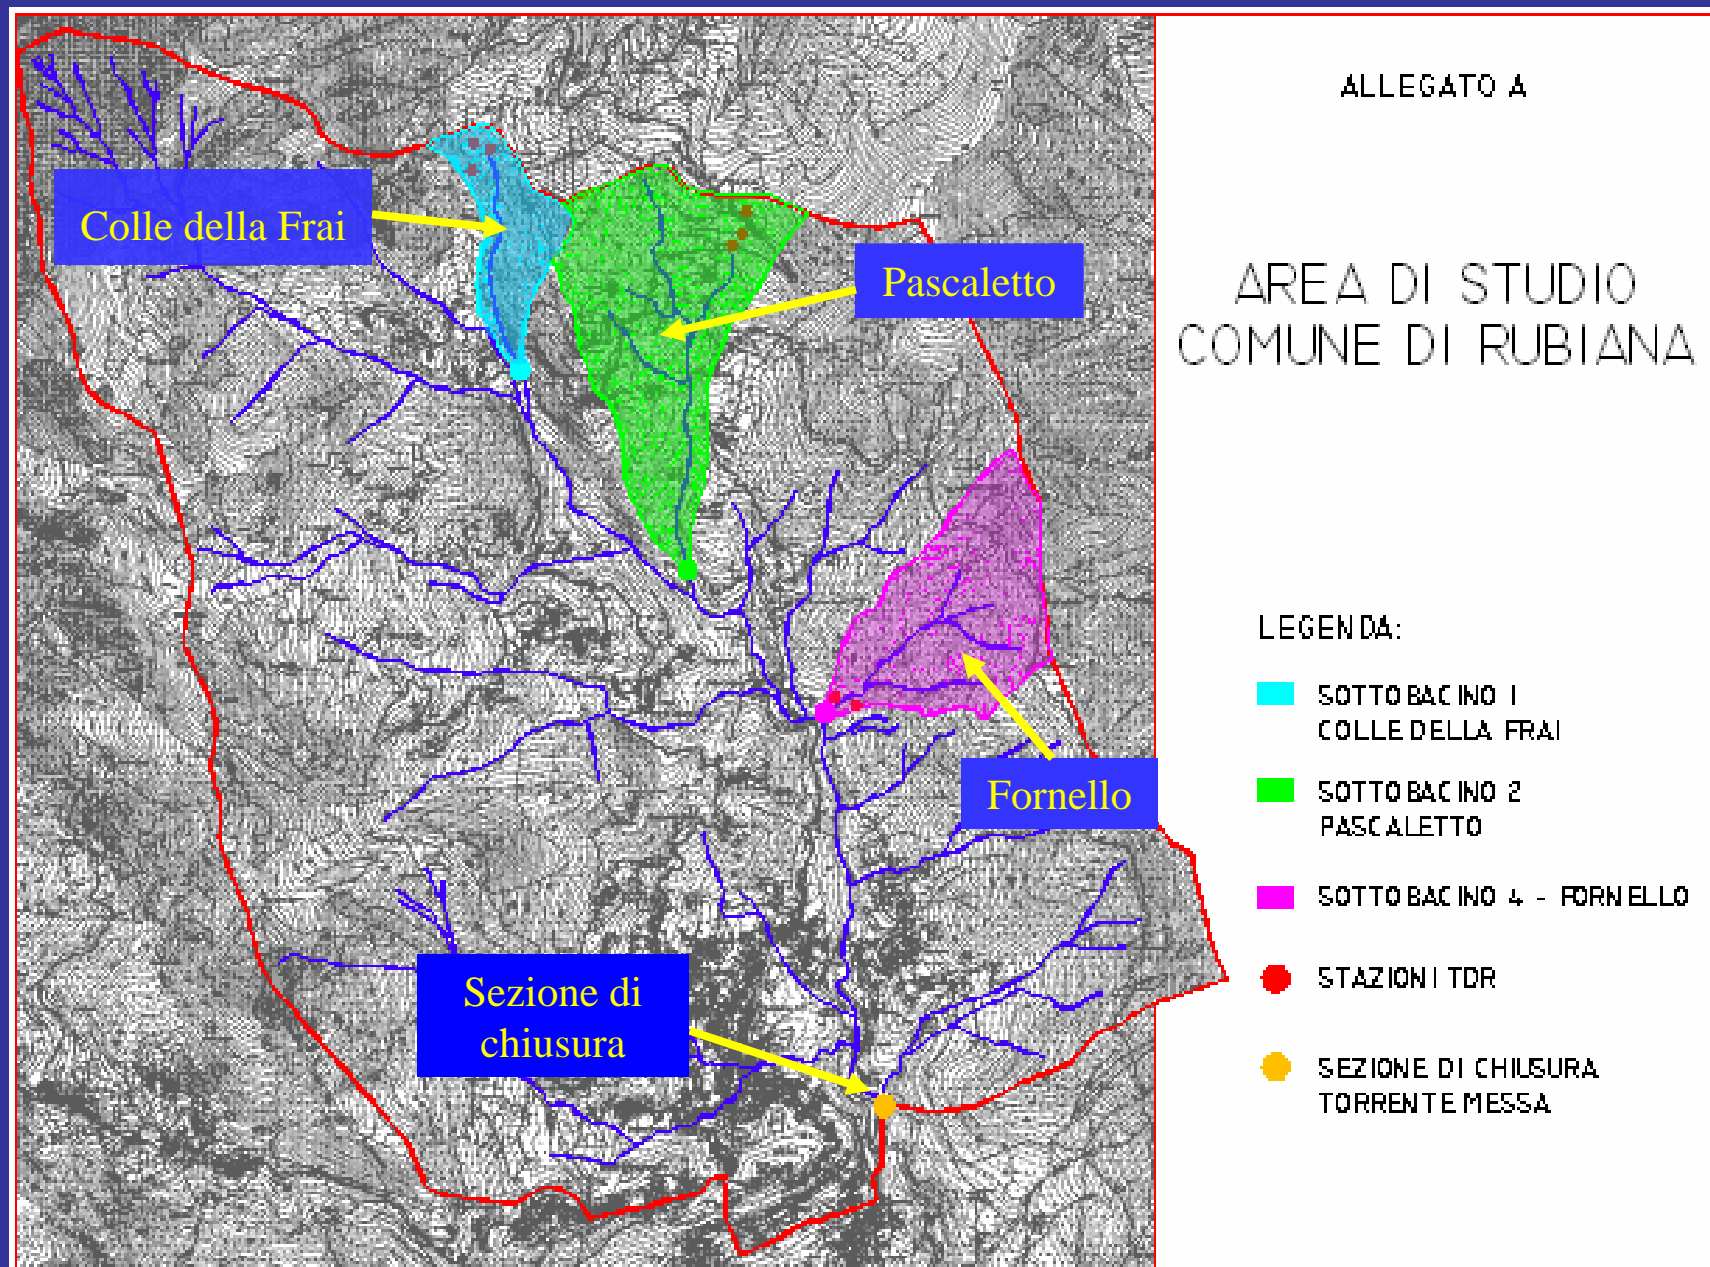 ALLEGATO A
AREA DI STUDIO
COMUNE DI RUBIANA
Colle della Frai
Pascaletto
Fornello
Sezione di
chiusura
LEGENDA:
SOTTOBACINO 1
COLLE DELLA FRAI
SOTTOBACINO 2
PASCALETTO
SOTTOBACINO 4 - FORNELLO
STAZIONI TDR
SEZIONE DI CHIUSURA
TORRENTE MESSA